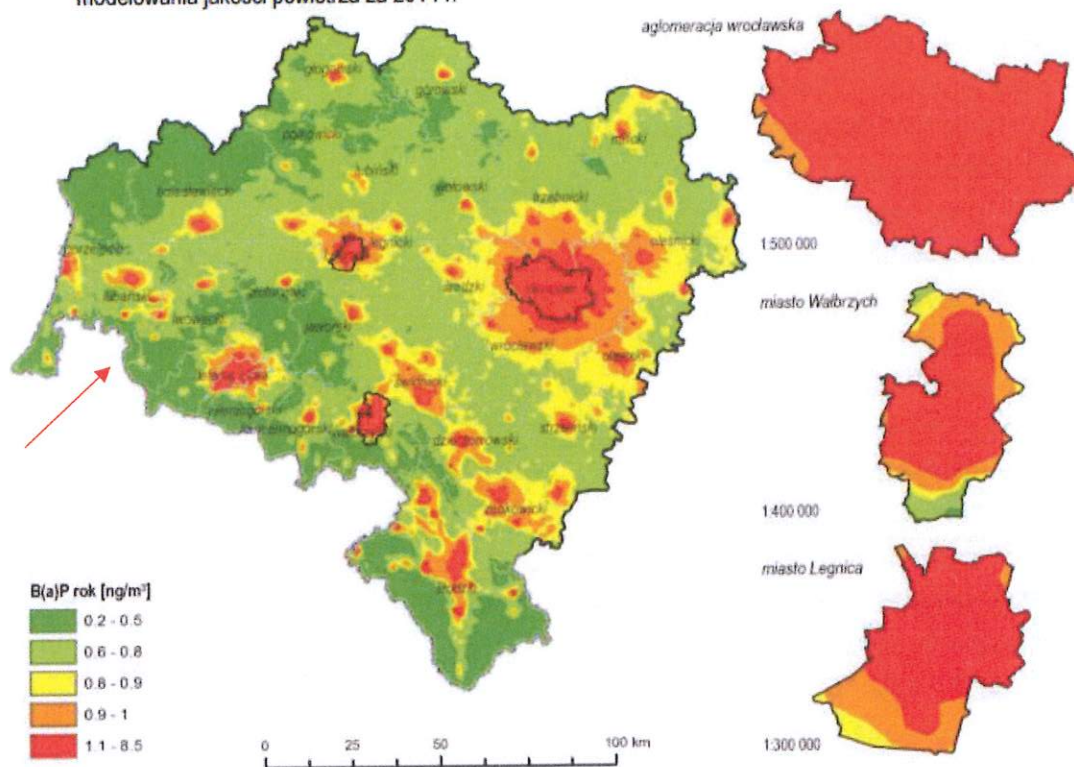 modelowania jakości powietrza za 2014 r.
aglomeracja wrocławska
1:500 000
miasto Wałbrzych
1:400 000
miasto Legnica
1:300 000
głogowski
górowski
polkowicki
milicki
lubiński
wołowski
trzebnicki
bolesławiecki
legnicki
oleśnicki
zgorzelecki
lubański
złotoryjski
średzki
lwówecki
jaworski
wrocławski
oławski
świdnicki
kamiennogórski
strzeliński
dzierżoniowski
ząbkowicki
kłodzki
B(a)P rok [ng/m³]
0.2 - 0.5
0.6 - 0.8
0.8 - 0.9
0.9 - 1
1.1 - 8.5
0 25 50 100 km